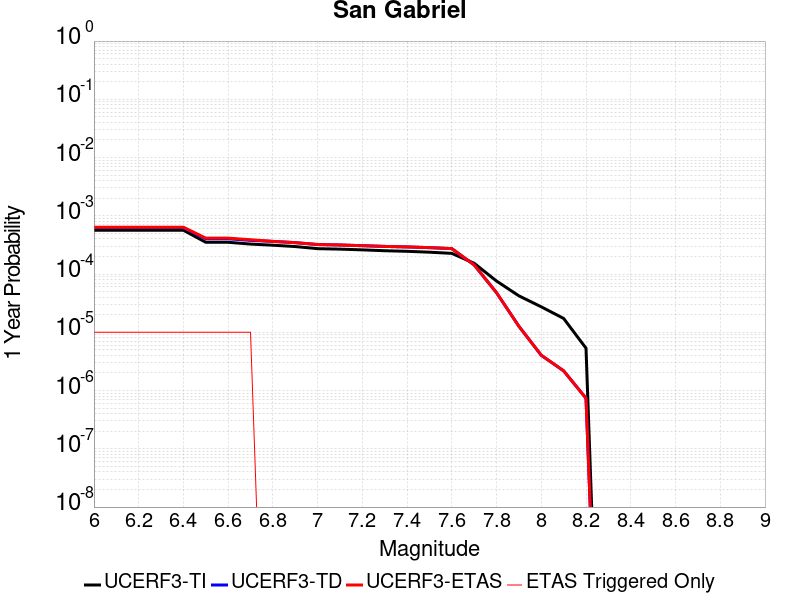 San Gabriel
10^0
10^-1
10^-2
10^-3
10^-4
10^-5
10^-6
10^-7
10^-8
1 Year Probability
6 6.2 6.4 6.6 6.8 7 7.2 7.4 7.6 7.8 8 8.2 8.4 8.6 8.8 9
Magnitude
UCERF3-TI UCERF3-TD UCERF3-ETAS ETAS Triggered Only